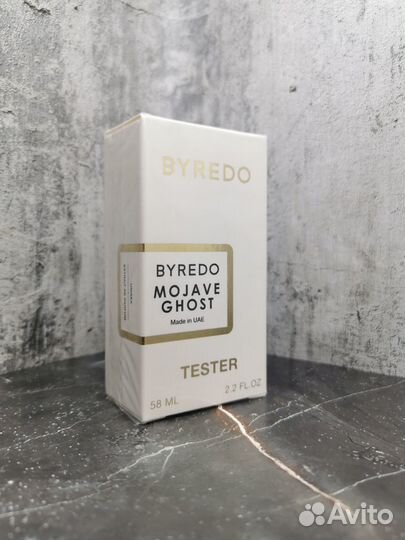 BYREDO
BYREDO
MOJAVE
GHOST
Made in UAE
TESTER
58 ML
2.2 FL.OZ
Avito